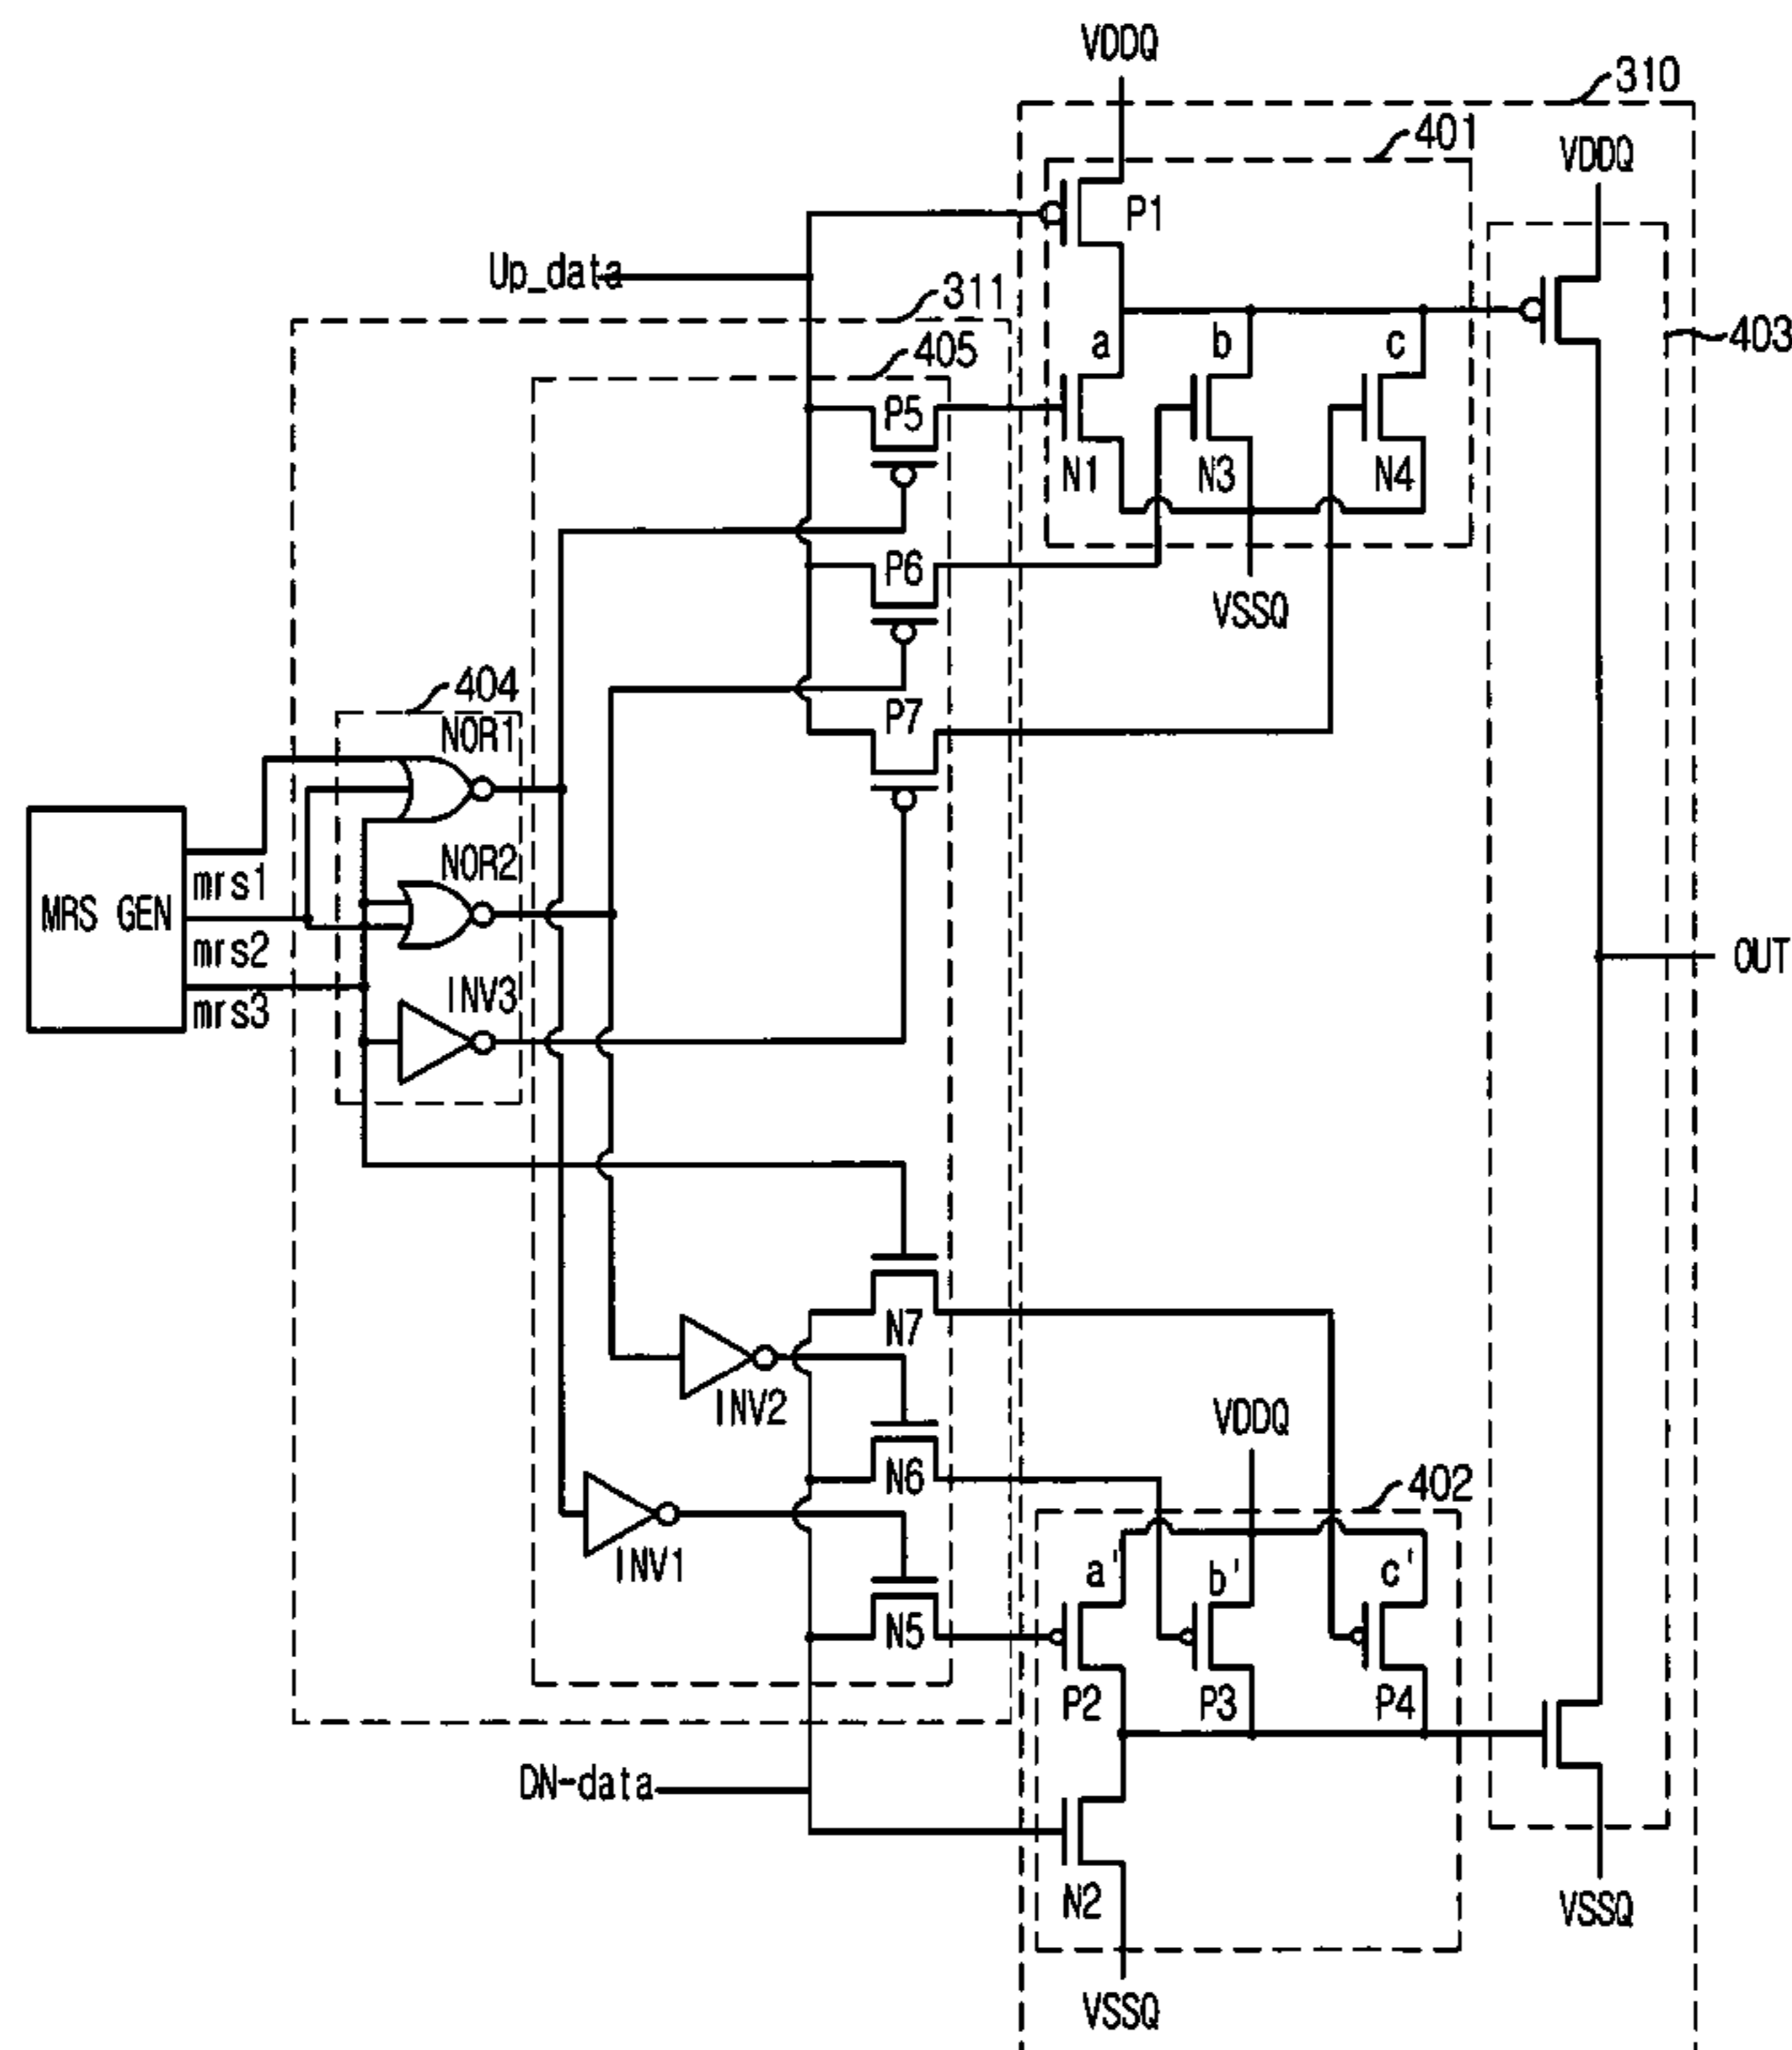 VDDQ
310
401
VDDQ
P1
Up_data
311
403
405
a
b
c
P5
N1
N3
N4
P6
VSSQ
404
P7
NOR1
NOR2
mrs1
MRS GEN
mrs2
OUT
INV3
mrs3
N7
INV2
VDDQ
N6
402
INV1
a'
b'
c'
N5
P2
P3
P4
DN-data
N2
VSSQ
VSSQ